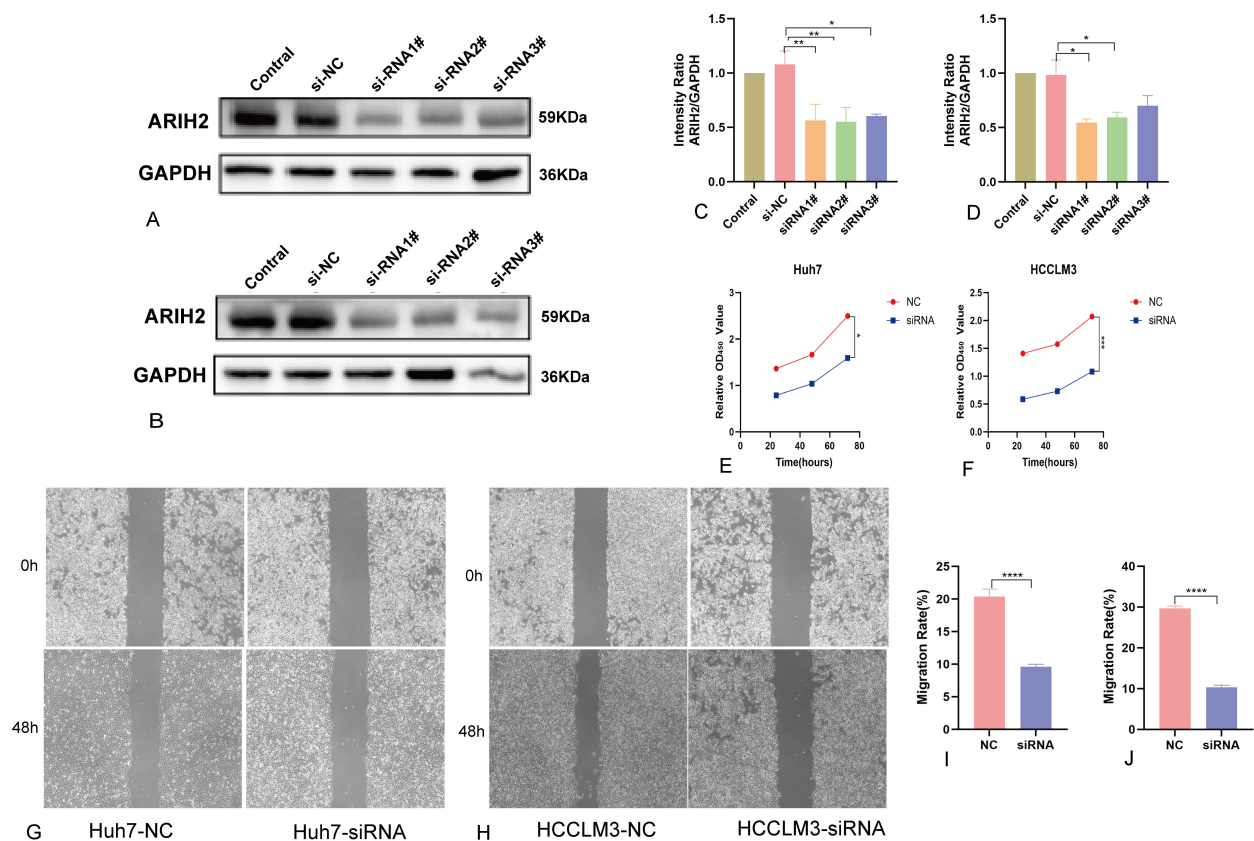 Contral
si-NC
si-RNA1#
si-RNA2#
si-RNA3#
ARIH2
59KDa
GAPDH
36KDa
A
Contral
si-NC
si-RNA1#
si-RNA2#
si-RNA3#
ARIH2
59KDa
GAPDH
36KDa
B
Intensity Ratio
ARIH2/GAPDH
1.5
1.0
0.5
0.0
**
**
*
Contral
si-NC
siRNA1#
siRNA2#
siRNA3#
C
Intensity Ratio
ARIH2/GAPDH
1.5
1.0
0.5
0.0
*
*
Contral
si-NC
siRNA1#
siRNA2#
siRNA3#
D
Huh7
Relative OD450 Value
3
2
1
0
0 20 40 60 80
Time(hours)
NC
siRNA
*
E
HCCLM3
Relative OD450 Value
2.5
2.0
1.5
1.0
0.5
0.0
0 20 40 60 80
Time(hours)
NC
siRNA
***
F
0h
48h
G
Huh7-NC
Huh7-siRNA
0h
48h
H
HCCLM3-NC
HCCLM3-siRNA
Migration Rate(%)
25
20
15
10
5
0
****
NC siRNA
I
Migration Rate(%)
40
30
20
10
0
****
NC siRNA
J